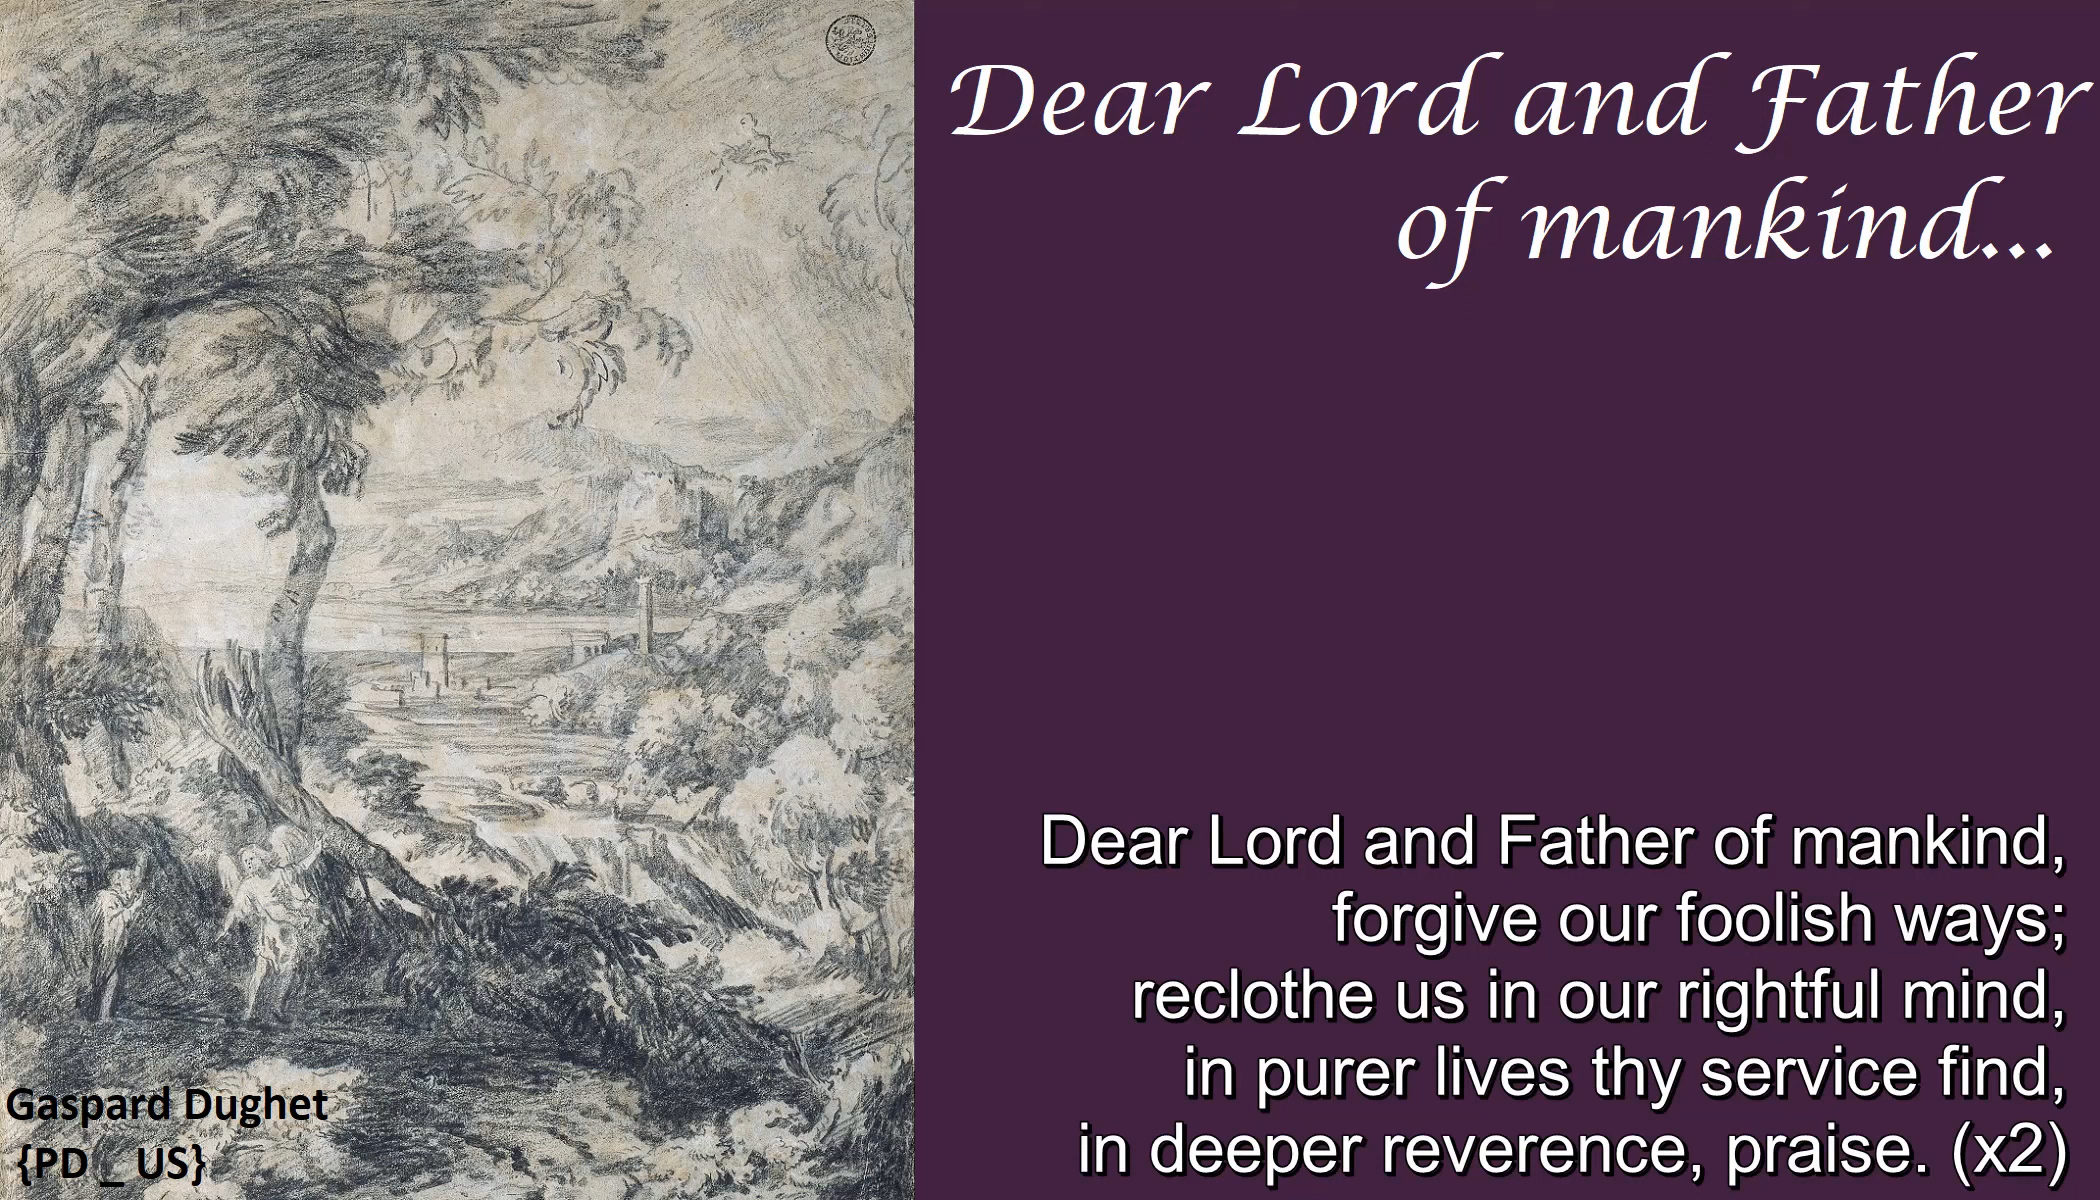 Dear Lord and Father
of mankind...
Dear Lord and Father of mankind,
forgive our foolish ways;
reclothe us in our rightful mind,
in purer lives thy service find,
in deeper reverence, praise. (x2)
Gaspard Dughet
{PD _ US}